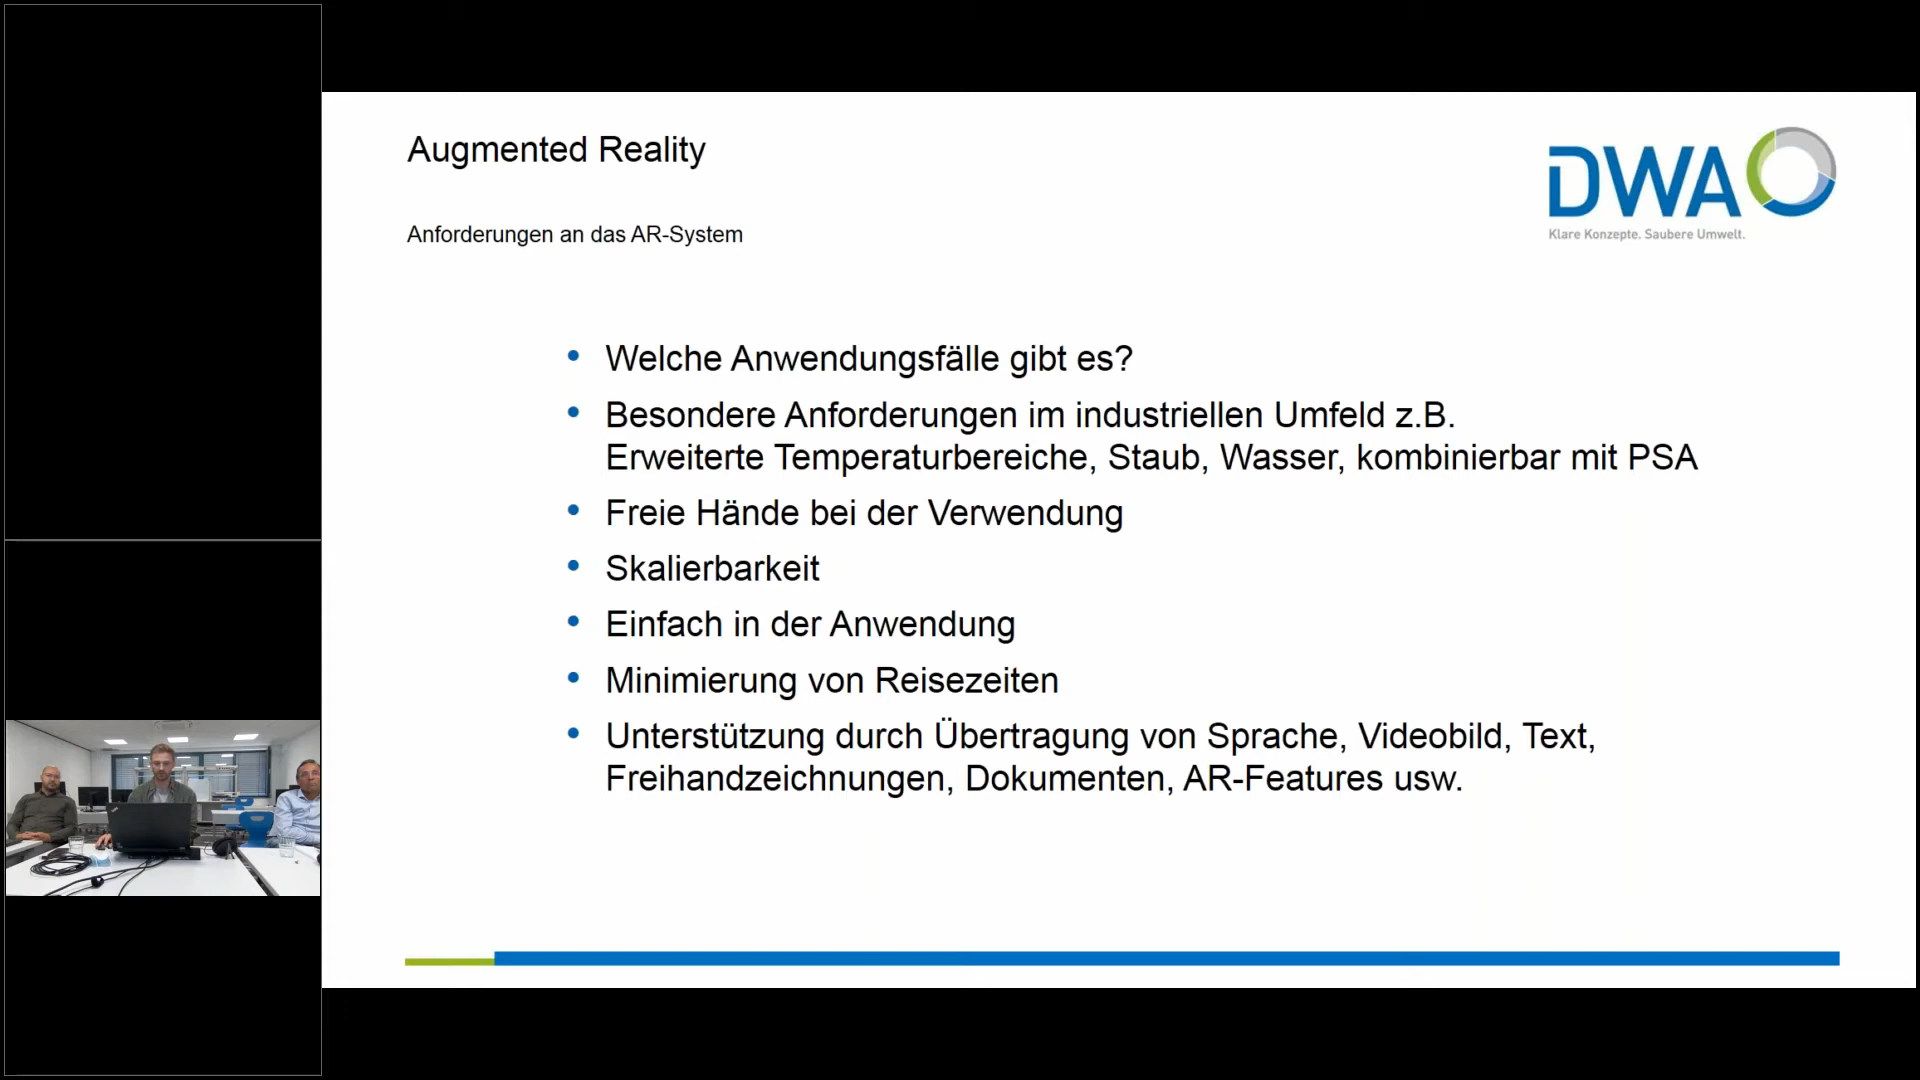 Augmented Reality
DWA
Klare Konzepte. Saubere Umwelt.
Anforderungen an das AR-System
• Welche Anwendungsfälle gibt es?
• Besondere Anforderungen im industriellen Umfeld z.B.
Erweiterte Temperaturbereiche, Staub, Wasser, kombinierbar mit PSA
• Freie Hände bei der Verwendung
• Skalierbarkeit
• Einfach in der Anwendung
• Minimierung von Reisezeiten
• Unterstützung durch Übertragung von Sprache, Videobild, Text,
Freihandzeichnungen, Dokumenten, AR-Features usw.